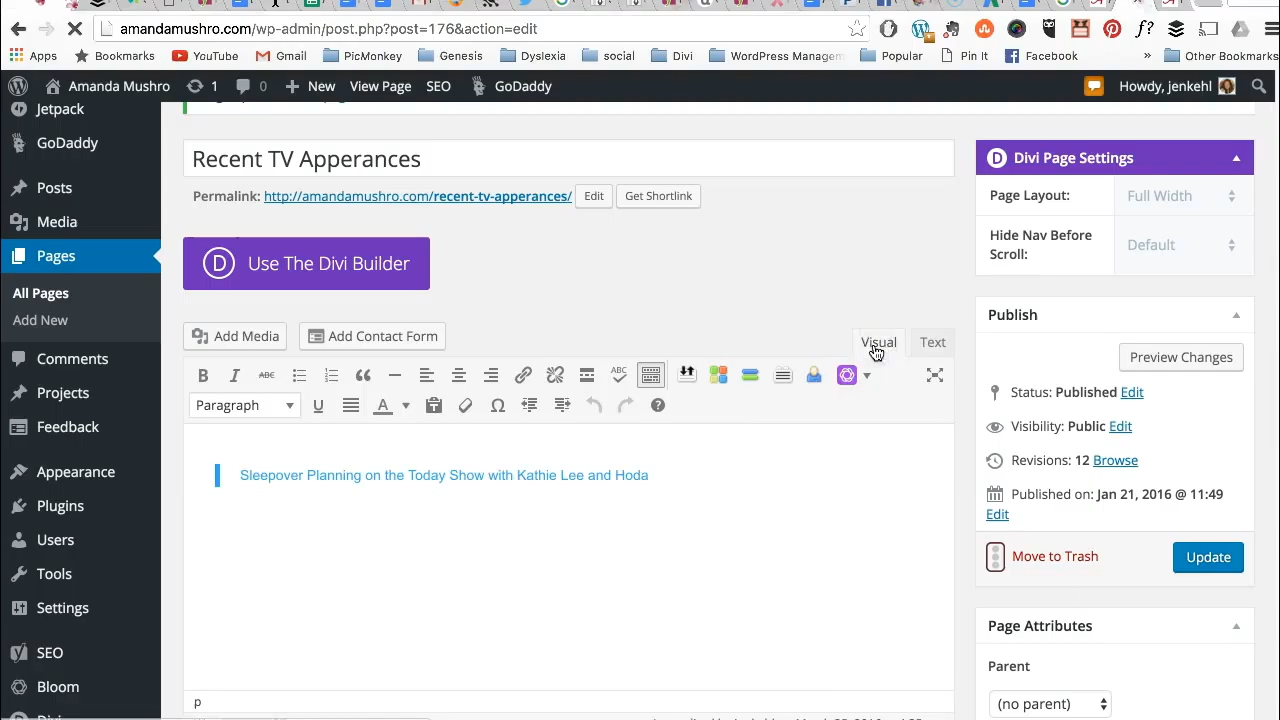 amandamushro.com/wp-admin/post.php?post=176&action=edit
Apps Bookmarks YouTube Gmail PicMonkey Genesis Dyslexia social Divi WordPress Managem Popular Pin It Facebook » Other Bookmarks
Amanda Mushro 1 0 New View Page SEO GoDaddy Howdy, jenkehl
Jetpack
GoDaddy
Posts
Media
Pages
All Pages
Add New
Comments
Projects
Feedback
Appearance
Plugins
Users
Tools
Settings
SEO
Bloom
Recent TV Apperances
Permalink: http://amandamushro.com/recent-tv-apperances/ Edit Get Shortlink
D Use The Divi Builder
Add Media Add Contact Form Visual Text
B I ABC ABC
Paragraph U A Ω ?
Sleepover Planning on the Today Show with Kathie Lee and Hoda
p
D Divi Page Settings
Page Layout: Full Width
Hide Nav Before
Scroll:
Default
Publish
Preview Changes
Status: Published Edit
Visibility: Public Edit
Revisions: 12 Browse
Published on: Jan 21, 2016 @ 11:49
Edit
Move to Trash Update
Page Attributes
Parent
(no parent)